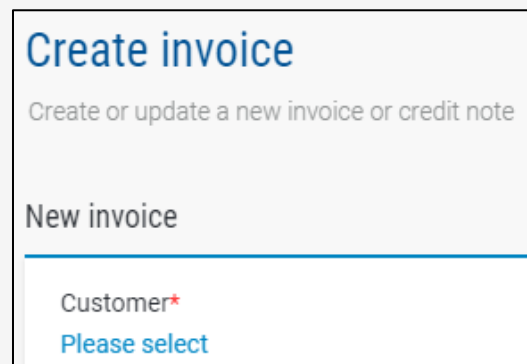 Create invoice
Create or update a new invoice or credit note
New invoice
Customer*
Please select